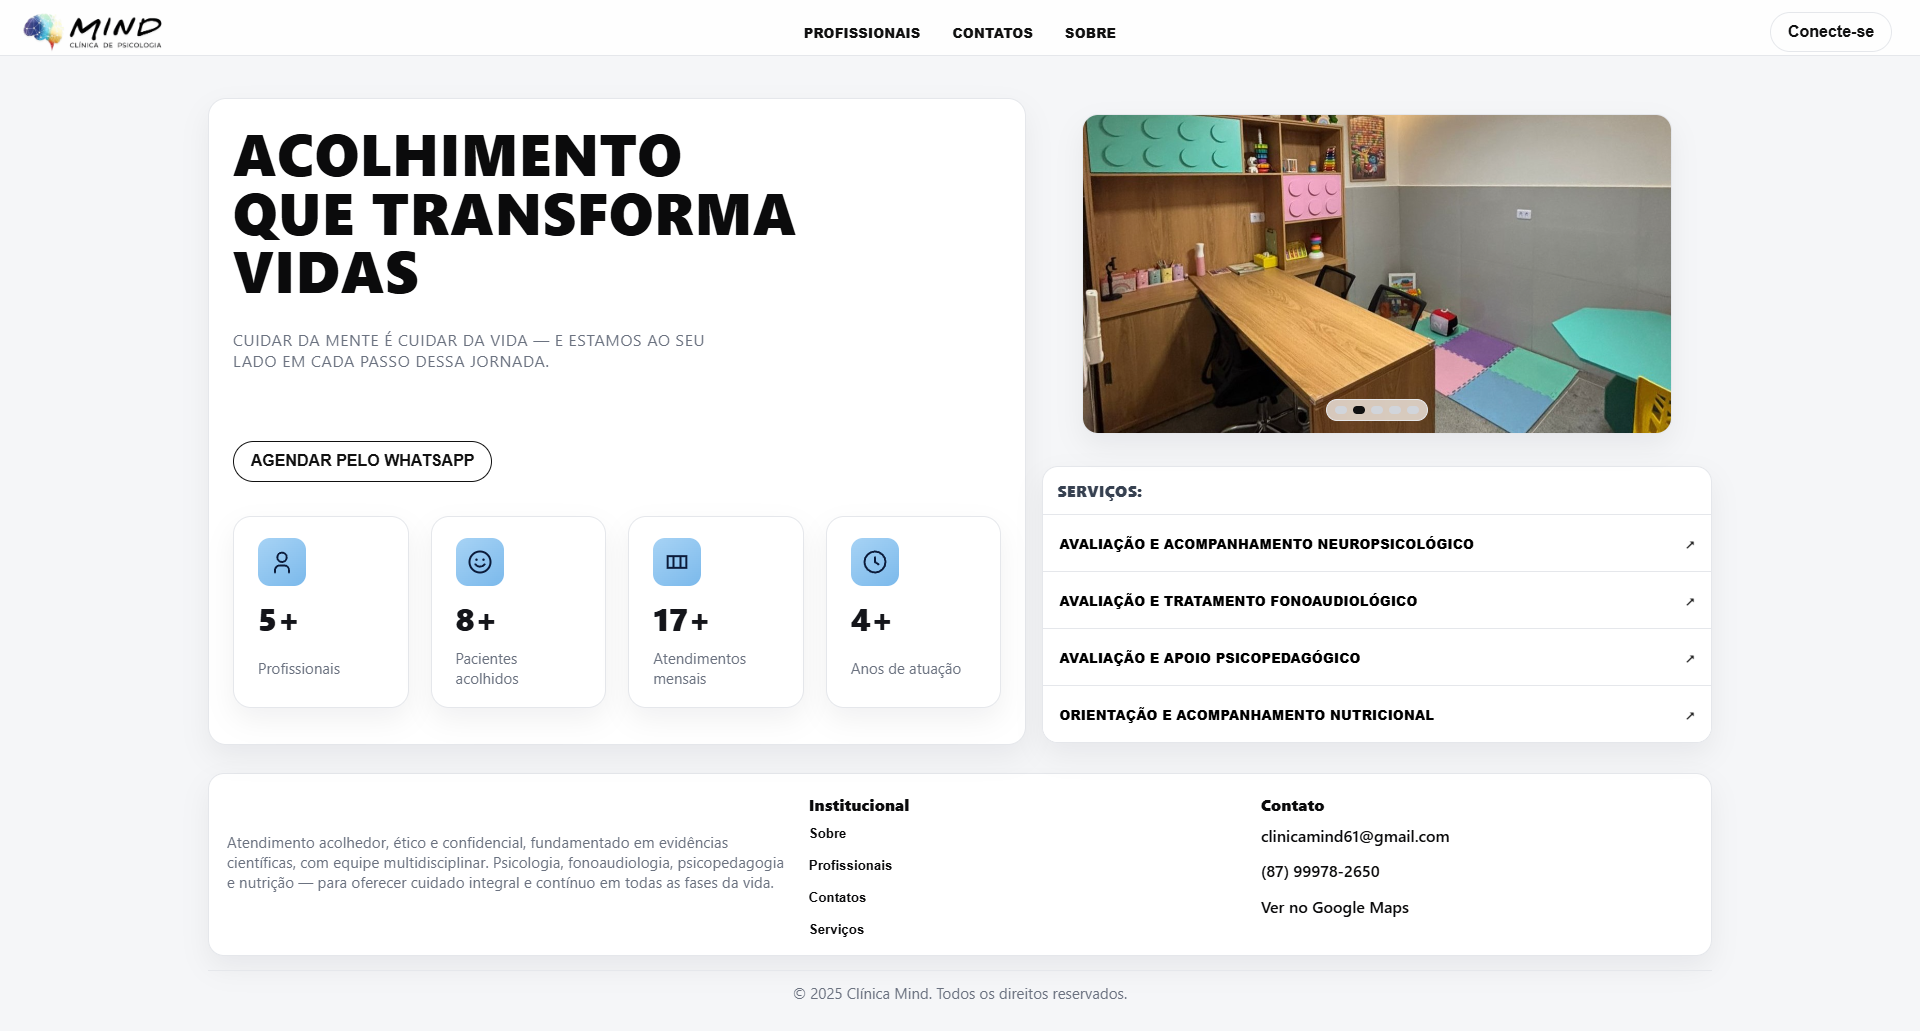 MIND
CLÍNICA DE PSICOLOGIA
PROFISSIONAIS
CONTATOS
SOBRE
Conecte-se
ACOLHIMENTO
QUE TRANSFORMA
VIDAS
CUIDAR DA MENTE É CUIDAR DA VIDA — E ESTAMOS AO SEU
LADO EM CADA PASSO DESSA JORNADA.
AGENDAR PELO WHATSAPP
5+
Profissionais
8+
Pacientes
acolhidos
17+
Atendimentos
mensais
4+
Anos de atuação
SERVIÇOS:
AVALIAÇÃO E ACOMPANHAMENTO NEUROPSICOLÓGICO
AVALIAÇÃO E TRATAMENTO FONOAUDIOLÓGICO
AVALIAÇÃO E APOIO PSICOPEDAGÓGICO
ORIENTAÇÃO E ACOMPANHAMENTO NUTRICIONAL
Atendimento acolhedor, ético e confidencial, fundamentado em evidências
científicas, com equipe multidisciplinar. Psicologia, fonoaudiologia, psicopedagogia
e nutrição — para oferecer cuidado integral e contínuo em todas as fases da vida.
Institucional
Sobre
Profissionais
Contatos
Serviços
Contato
clinicamind61@gmail.com
(87) 99978-2650
Ver no Google Maps
© 2025 Clínica Mind. Todos os direitos reservados.